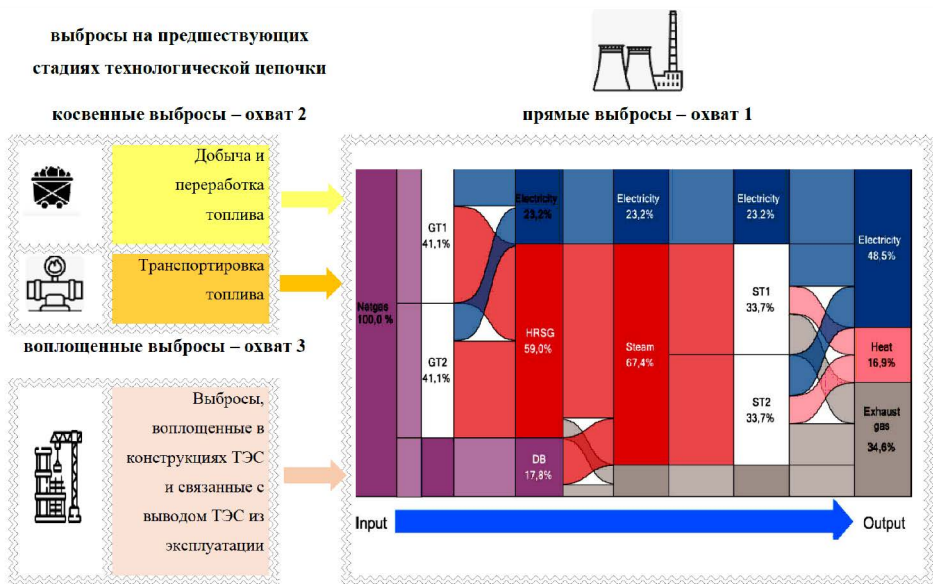 выбросы на предшествующих
стадиях технологической цепочки
косвенные выбросы – охват 2
прямые выбросы – охват 1
Добыча и
переработка
топлива
Транспортировка
топлива
воплощенные выбросы – охват 3
Выбросы,
воплощенные в
конструкциях ТЭС
и связанные с
выводом ТЭС из
эксплуатации
Natgas
100,0 %
GT1
41,1%
GT2
41,1%
Electricity
23,2%
HRSG
59,0%
DB
17,8%
Electricity
23,2%
Steam
67,4%
Electricity
23,2%
ST1
33,7%
ST2
33,7%
Electricity
48,5%
Heet
16,9%
Exhaust
gas
34,6%
Input
Output